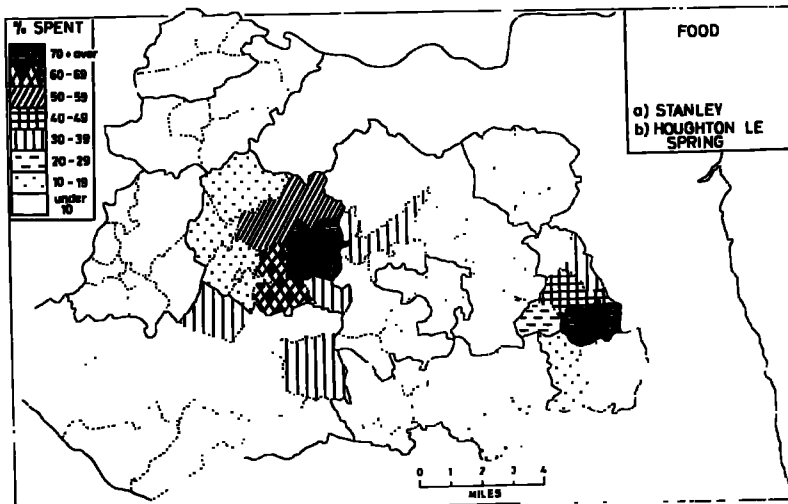 % SPENT
70 + over
60 - 69
50 - 59
40 - 49
30 - 39
20 - 29
10 - 19
under
10
FOOD
a) STANLEY
b) HOUGHTON LE
SPRING
0 1 2 3 4
MILES